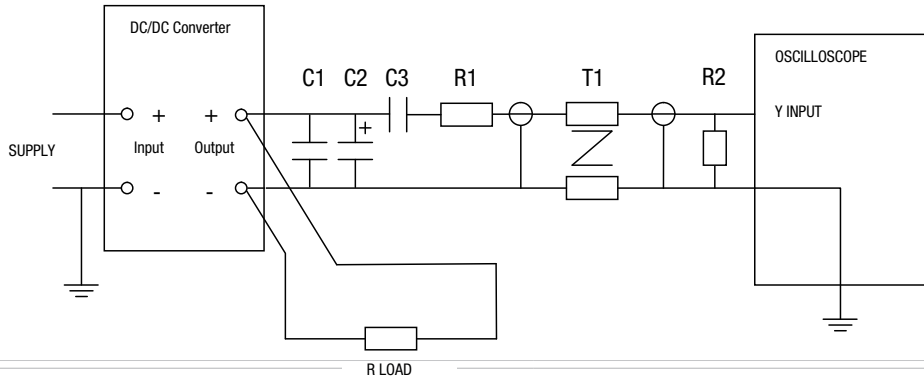 DC/DC Converter
OSCILLOSCOPE
C1 C2 C3 R1 T1 R2
Y INPUT
+ + + +
SUPPLY Input Output
- -
R LOAD